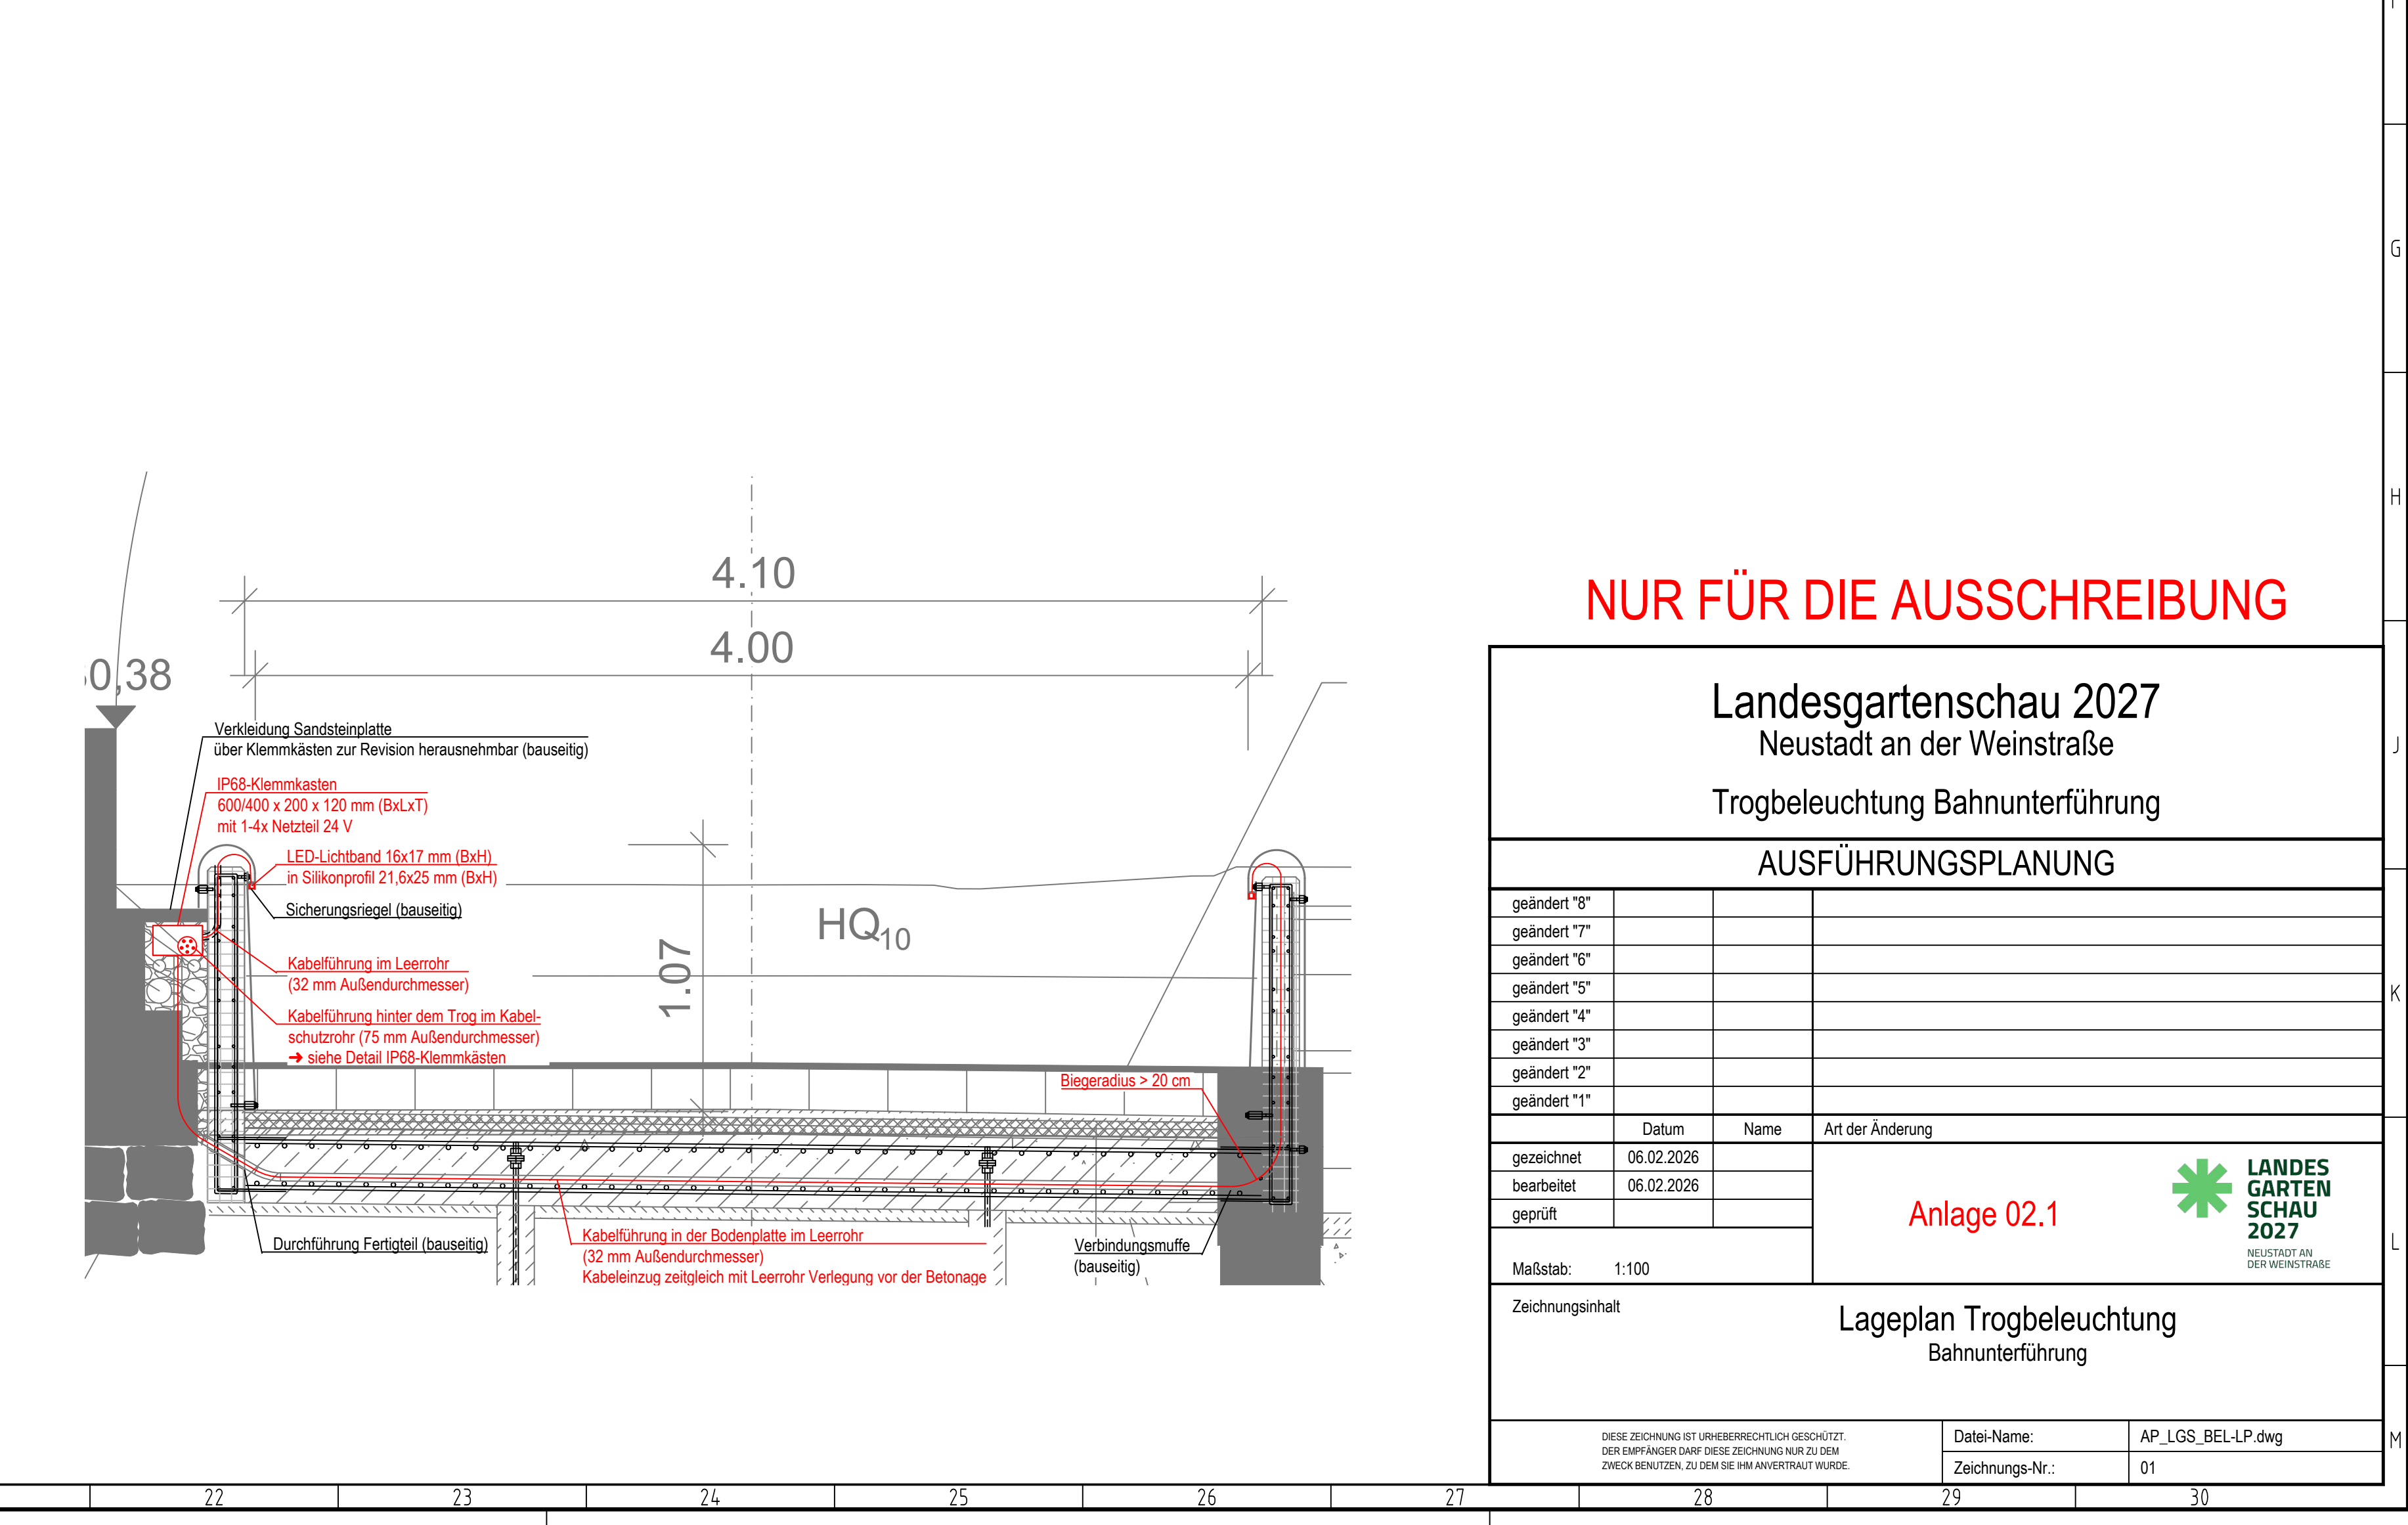 G
H
J
K
L
M
4.10
4.00
0,38
Verkleidung Sandsteinplatte
über Klemmkästen zur Revision herausnehmbar (bauseitig)
IP68-Klemmkasten
600/400 x 200 x 120 mm (BxLxT)
mit 1-4x Netzteil 24 V
LED-Lichtband 16x17 mm (BxH)
in Silikonprofil 21,6x25 mm (BxH)
Sicherungsriegel (bauseitig)
HQ10
1.07
Kabelführung im Leerrohr
(32 mm Außendurchmesser)
Kabelführung hinter dem Trog im Kabel-
schutzrohr (75 mm Außendurchmesser)
➔ siehe Detail IP68-Klemmkästen
Biegeradius > 20 cm
Durchführung Fertigteil (bauseitig)
Kabelführung in der Bodenplatte im Leerrohr
(32 mm Außendurchmesser)
Kabeleinzug zeitgleich mit Leerrohr Verlegung vor der Betonage
Verbindungsmuffe
(bauseitig)
NUR FÜR DIE AUSSCHREIBUNG
Landesgartenschau 2027
Neustadt an der Weinstraße
Trogbeleuchtung Bahnunterführung
AUSFÜHRUNGSPLANUNG
geändert "8"
geändert "7"
geändert "6"
geändert "5"
geändert "4"
geändert "3"
geändert "2"
geändert "1"
Datum Name Art der Änderung
gezeichnet 06.02.2026
bearbeitet 06.02.2026
geprüft
Maßstab: 1:100
Anlage 02.1
LANDES
GARTEN
SCHAU
2027
NEUSTADT AN
DER WEINSTRAßE
Zeichnungsinhalt
Lageplan Trogbeleuchtung
Bahnunterführung
DIESE ZEICHNUNG IST URHEBERRECHTLICH GESCHÜTZT.
DER EMPFÄNGER DARF DIESE ZEICHNUNG NUR ZU DEM
ZWECK BENUTZEN, ZU DEM SIE IHM ANVERTRAUT WURDE.
Datei-Name: AP_LGS_BEL-LP.dwg
Zeichnungs-Nr.: 01
22 23 24 25 26 27 28 29 30